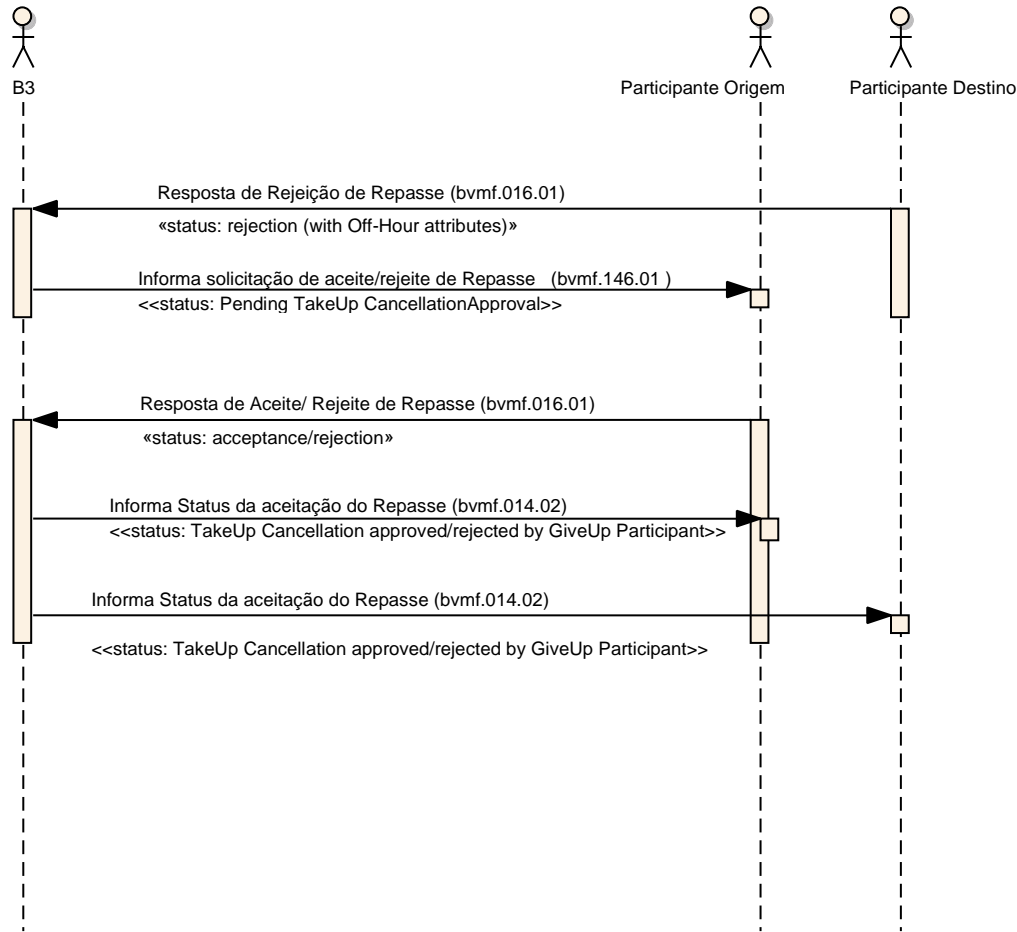 B3
Participante Origem
Participante Destino
Resposta de Rejeição de Repasse (bvmf.016.01)
«status: rejection (with Off-Hour attributes)»
Informa solicitação de aceite/rejeite de Repasse (bvmf.146.01 )
<<status: Pending TakeUp CancellationApproval>>
Resposta de Aceite/ Rejeite de Repasse (bvmf.016.01)
«status: acceptance/rejection»
Informa Status da aceitação do Repasse (bvmf.014.02)
<<status: TakeUp Cancellation approved/rejected by GiveUp Participant>>
Informa Status da aceitação do Repasse (bvmf.014.02)
<<status: TakeUp Cancellation approved/rejected by GiveUp Participant>>